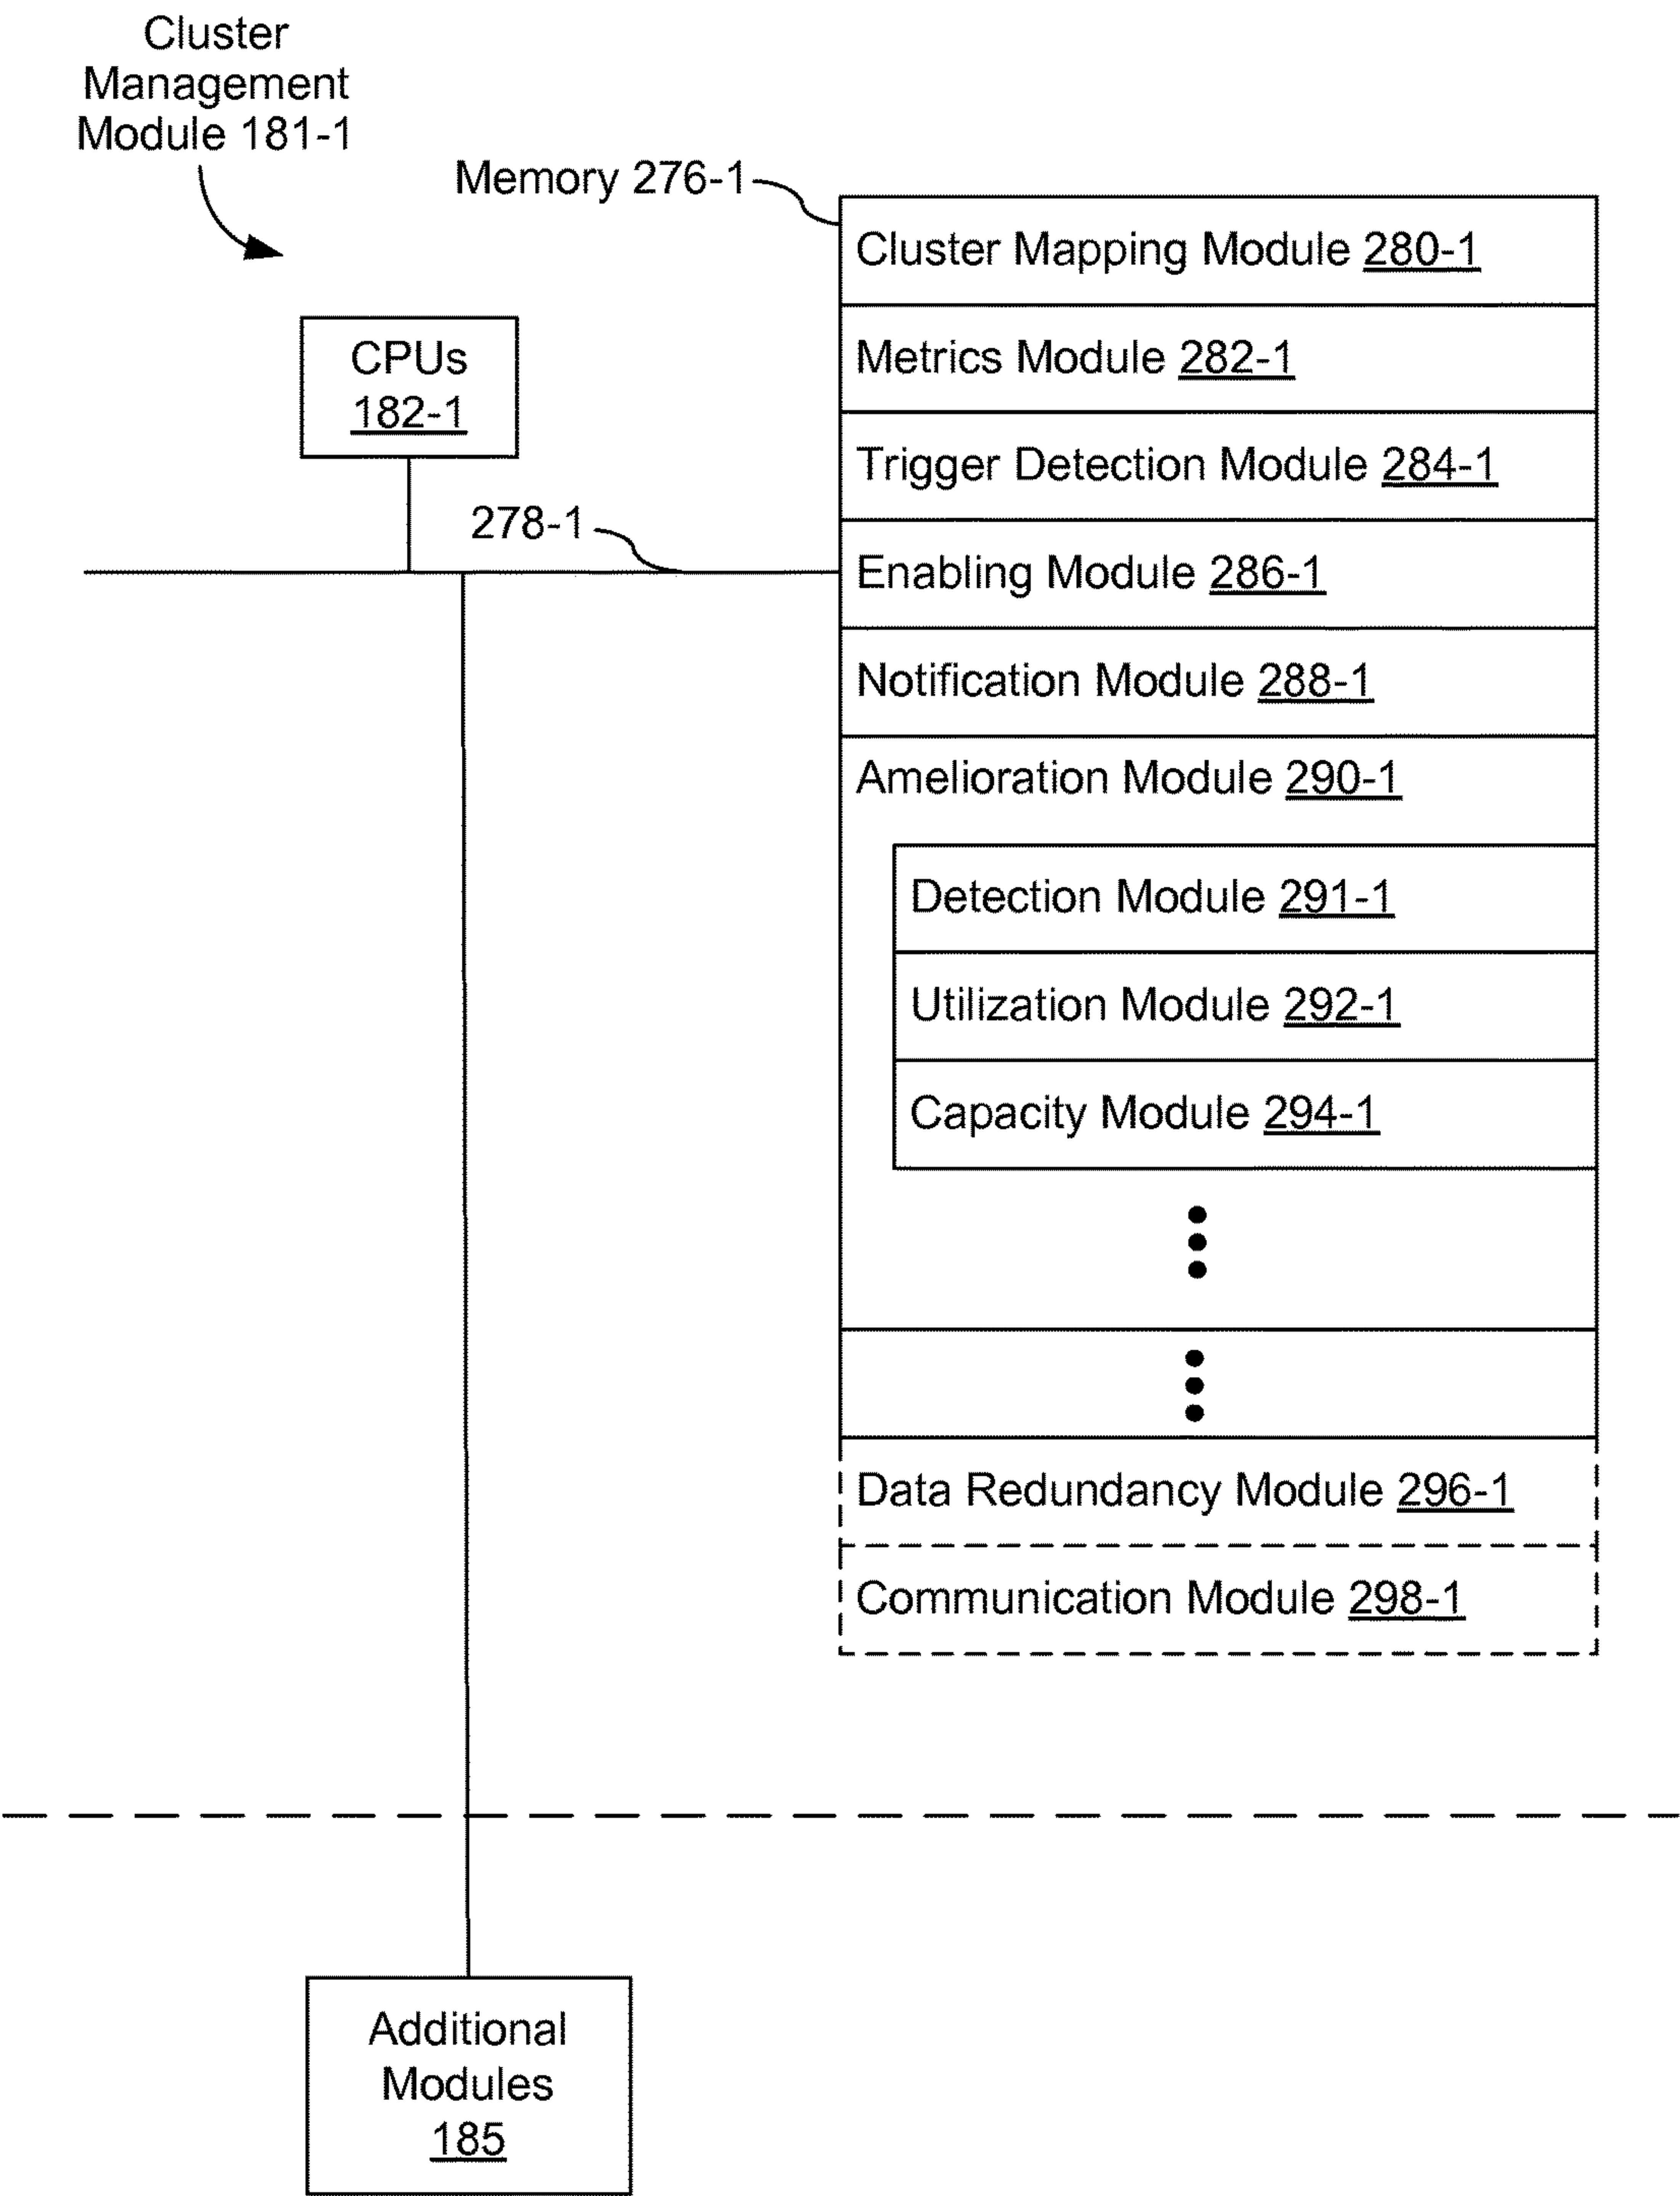 Cluster
Management
Module 181-1
Memory 276-1
Cluster Mapping Module 280-1
CPUs
182-1
Metrics Module 282-1
Trigger Detection Module 284-1
278-1
Enabling Module 286-1
Notification Module 288-1
Amelioration Module 290-1
Detection Module 291-1
Utilization Module 292-1
Capacity Module 294-1
Data Redundancy Module 296-1
Communication Module 298-1
Additional
Modules
185